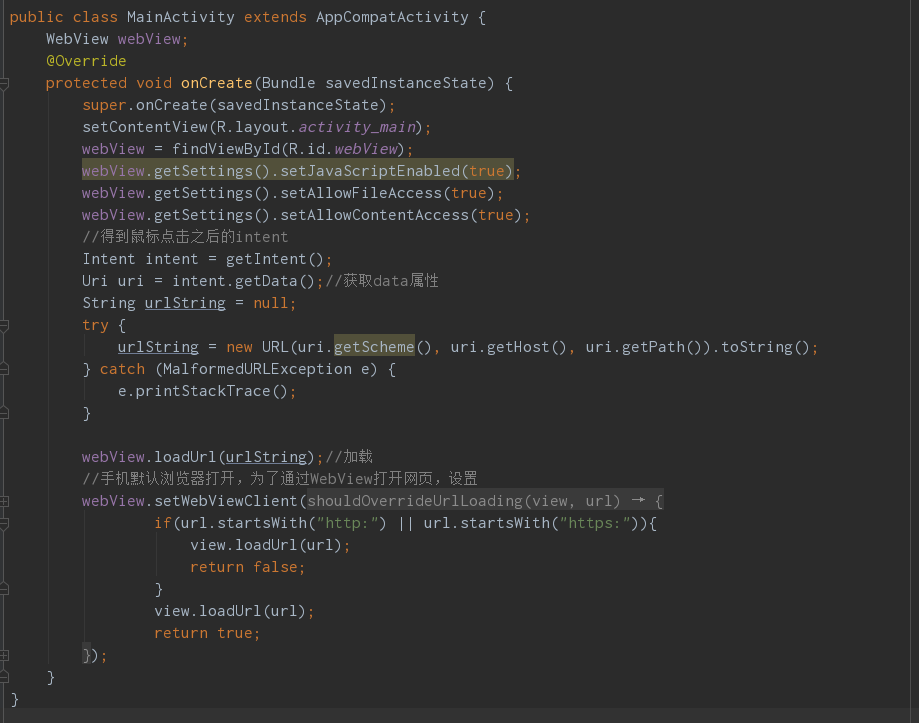 public class MainActivity extends AppCompatActivity {
    WebView webView;
    @Override
    protected void onCreate(Bundle savedInstanceState) {
        super.onCreate(savedInstanceState);
        setContentView(R.layout.activity_main);
        webView = findViewById(R.id.webView);
        webView.getSettings().setJavaScriptEnabled(true);
        webView.getSettings().setAllowFileAccess(true);
        webView.getSettings().setAllowContentAccess(true);
        //得到鼠标点击之后的intent
        Intent intent = getIntent();
        Uri uri = intent.getData();//获取data属性
        String urlString = null;
        try {
            urlString = new URL(uri.getScheme(), uri.getHost(), uri.getPath()).toString();
        } catch (MalformedURLException e) {
            e.printStackTrace();
        }
        webView.loadUrl(urlString);//加载
        //手机默认浏览器打开，为了通过WebView打开网页，设置
        webView.setWebViewClient(shouldOverrideUrlLoading(view, url) → {
                if(url.startsWith("http:") || url.startsWith("https:")){
                    view.loadUrl(url);
                    return false;
                }
                view.loadUrl(url);
                return true;
        });
    }
}